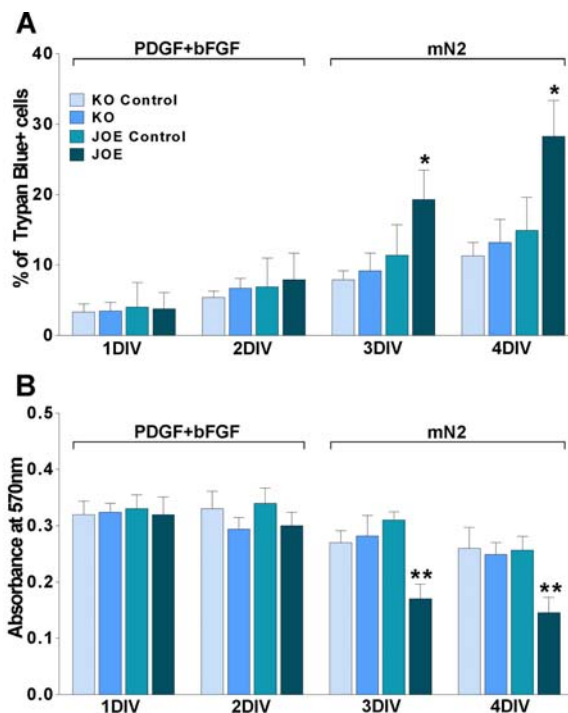 A
PDGF+bFGF mN2
% of Trypan Blue+ cells
40
30
20
10
0
KO Control
KO
JOE Control
JOE
* *
1DIV 2DIV 3DIV 4DIV
B
PDGF+bFGF mN2
Absorbance at 570nm
0.5
0.4
0.3
0.2
0.1
0.0
** **
1DIV 2DIV 3DIV 4DIV